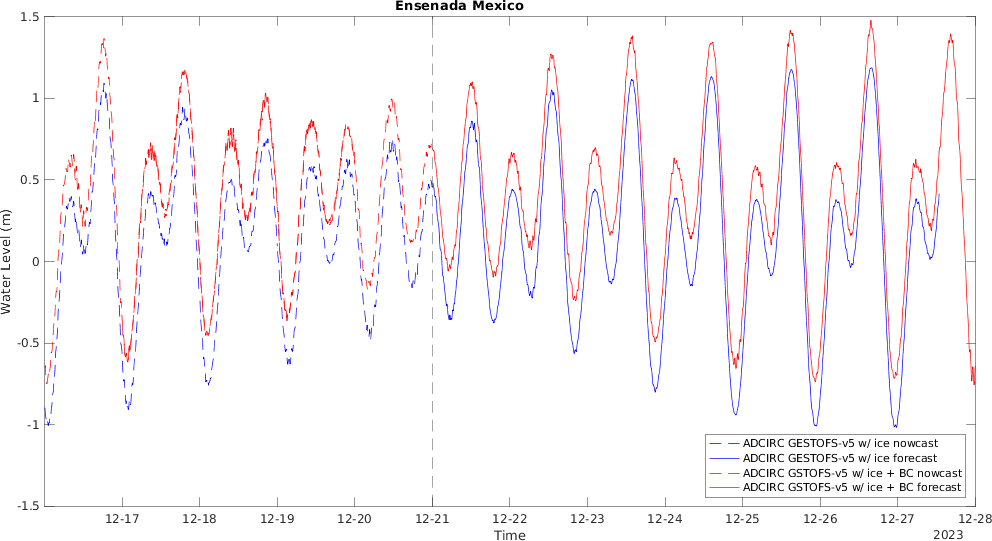 Ensenada Mexico
1.5
1
0.5
0
-0.5
-1
-1.5
Water Level (m)
12-17 12-18 12-19 12-20 12-21 12-22 12-23 12-24 12-25 12-26 12-27 12-28
Time
2023
ADCIRC GESTOFS-v5 w/ ice nowcast
ADCIRC GESTOFS-v5 w/ ice forecast
ADCIRC GSTOFS-v5 w/ ice + BC nowcast
ADCIRC GSTOFS-v5 w/ ice + BC forecast